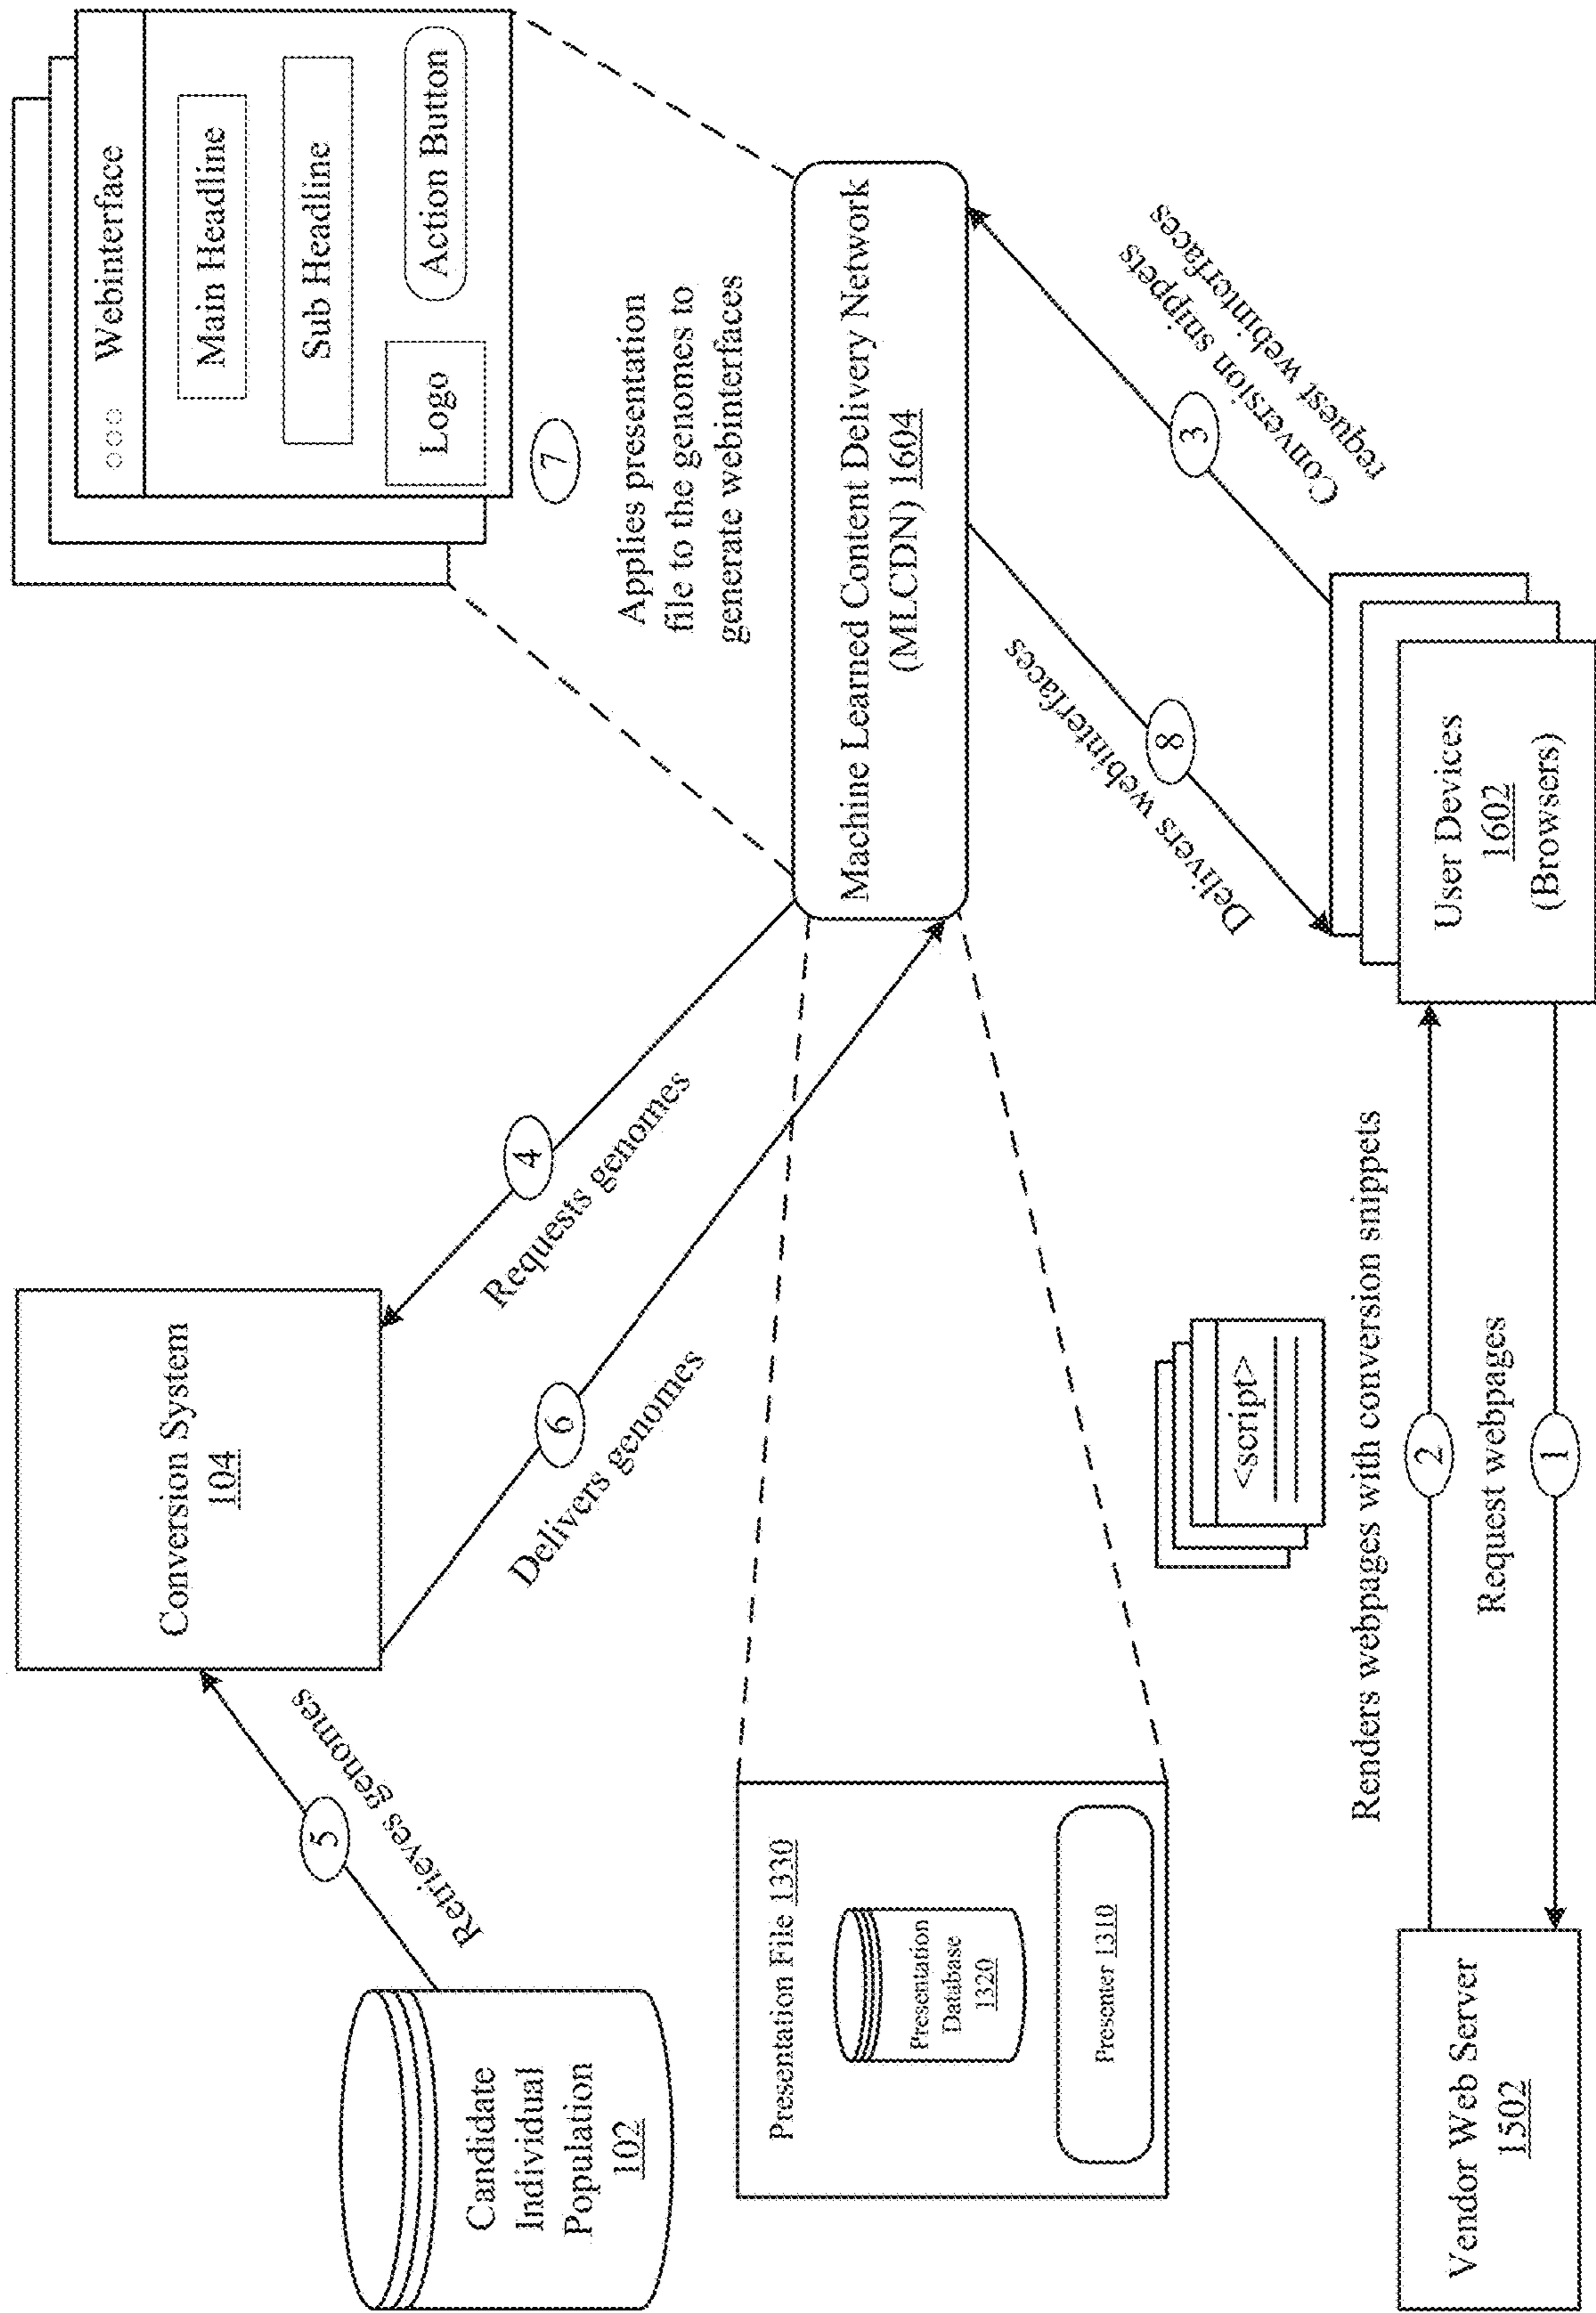 Candidate
Individual
Population
102
5
Retrieves genomes
Conversion System
104
4
Requests genomes
6
Delivers genomes
○○○ Webinterface
Main Headline
Sub Headline
Logo
Action Button
7
Applies presentation
file to the genomes to
generate webinterfaces
Presentation File 1330
Presentation
Database
1320
Presenter 1310
Machine Learned Content Delivery Network
(MLCDN) 1604
3
Conversion snippets
request webinterfaces
8
Delivers webinterfaces
<script>
Renders webpages with conversion snippets
2
Request webpages
1
Vendor Web Server
1502
User Devices
1602
(Browsers)